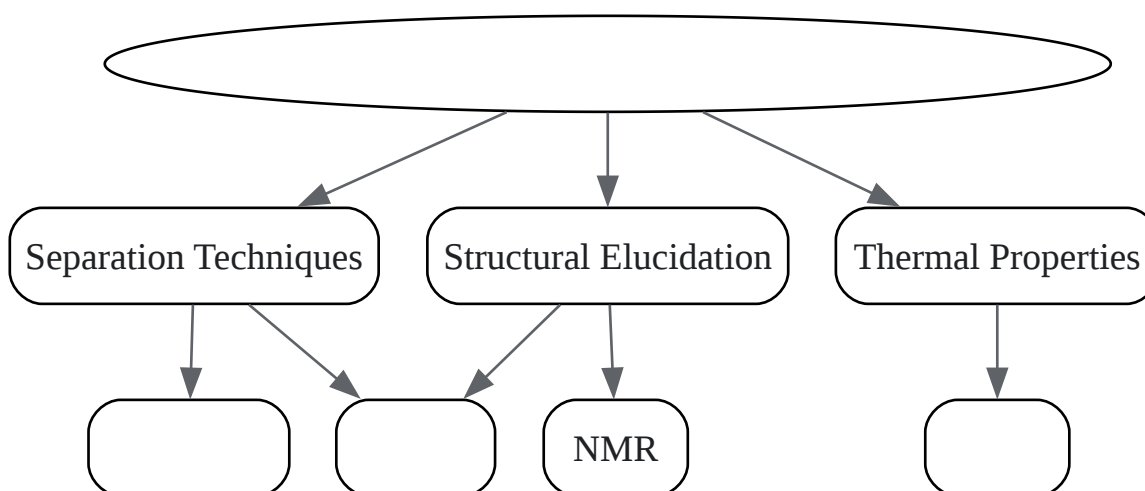 Separation Techniques
Structural Elucidation
Thermal Properties
NMR